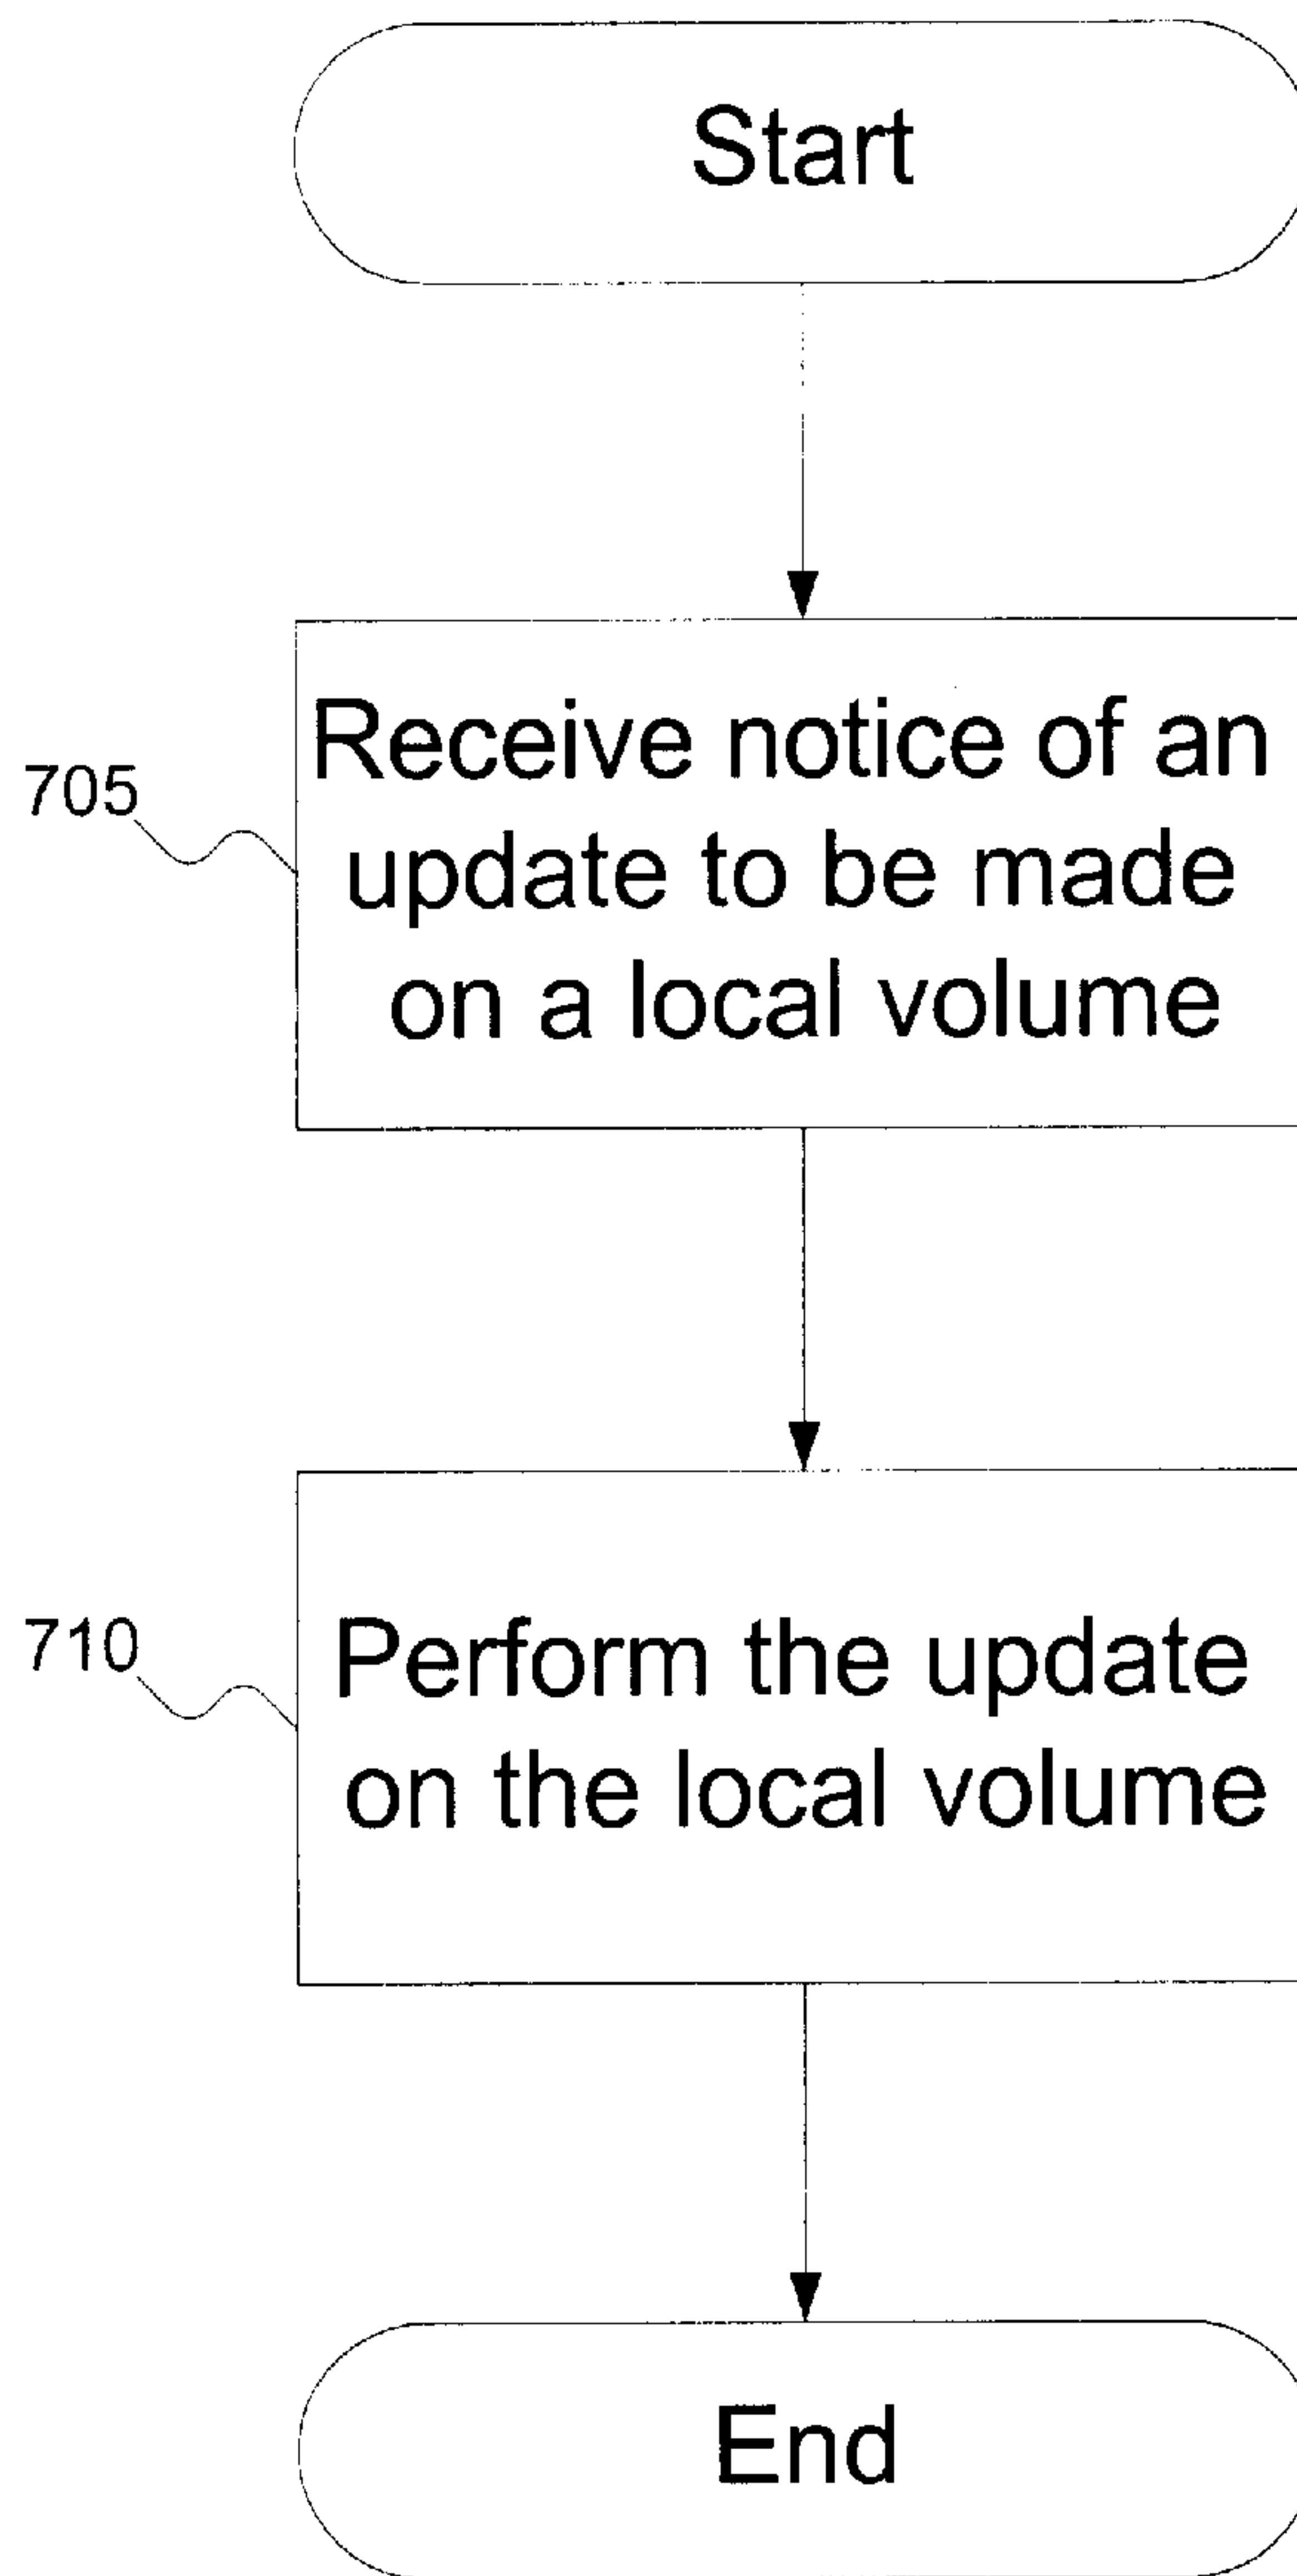 Start
705
Receive notice of an
update to be made
on a local volume
710
Perform the update
on the local volume
End